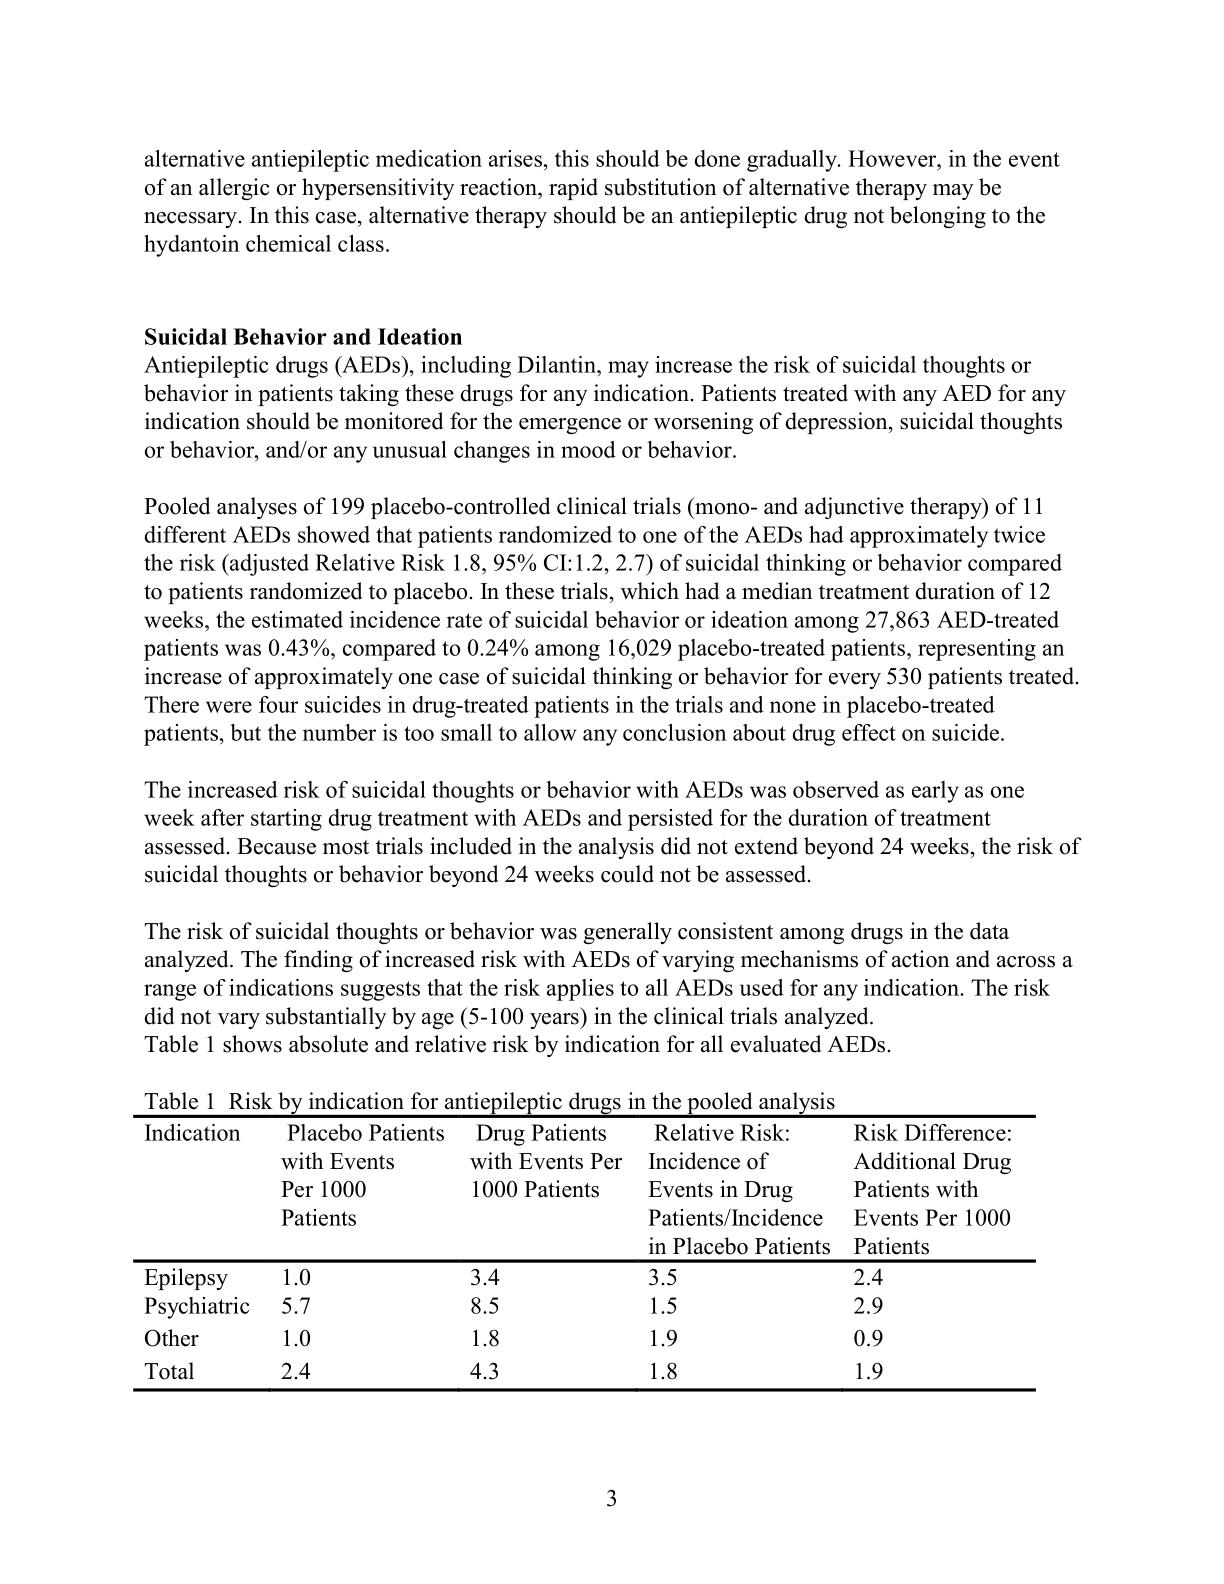 alternative antiepileptic medication arises, this should be done gradually. However, in the event
of an allergic or hypersensitivity reaction, rapid substitution of alternative therapy may be
necessary. In this case, alternative therapy should be an antiepileptic drug not belonging to the
hydantoin chemical class.
Suicidal Behavior and Ideation
Antiepileptic drugs (AEDs), including Dilantin, may increase the risk of suicidal thoughts or
behavior in patients taking these drugs for any indication. Patients treated with any AED for any
indication should be monitored for the emergence or worsening of depression, suicidal thoughts
or behavior, and/or any unusual changes in mood or behavior.
Pooled analyses of 199 placebo-controlled clinical trials (mono- and adjunctive therapy) of 11
different AEDs showed that patients randomized to one of the AEDs had approximately twice
the risk (adjusted Relative Risk 1.8, 95% CI:1.2, 2.7) of suicidal thinking or behavior compared
to patients randomized to placebo. In these trials, which had a median treatment duration of 12
weeks, the estimated incidence rate of suicidal behavior or ideation among 27,863 AED-treated
patients was 0.43%, compared to 0.24% among 16,029 placebo-treated patients, representing an
increase of approximately one case of suicidal thinking or behavior for every 530 patients treated.
There were four suicides in drug-treated patients in the trials and none in placebo-treated
patients, but the number is too small to allow any conclusion about drug effect on suicide.
The increased risk of suicidal thoughts or behavior with AEDs was observed as early as one
week after starting drug treatment with AEDs and persisted for the duration of treatment
assessed. Because most trials included in the analysis did not extend beyond 24 weeks, the risk of
suicidal thoughts or behavior beyond 24 weeks could not be assessed.
The risk of suicidal thoughts or behavior was generally consistent among drugs in the data
analyzed. The finding of increased risk with AEDs of varying mechanisms of action and across a
range of indications suggests that the risk applies to all AEDs used for any indication. The risk
did not vary substantially by age (5-100 years) in the clinical trials analyzed.
Table 1 shows absolute and relative risk by indication for all evaluated AEDs.
Table 1 Risk by indication for antiepileptic drugs in the pooled analysis
Indication Placebo Patients Drug Patients Relative Risk: Risk Difference:
with Events with Events Per Incidence of Additional Drug
Per 1000 1000 Patients Events in Drug Patients with
Patients Patients/Incidence Events Per 1000
in Placebo Patients Patients
Epilepsy 1.0 3.4 3.5 2.4
Psychiatric 5.7 8.5 1.5 2.9
Other 1.0 1.8 1.9 0.9
Total 2.4 4.3 1.8 1.9
3